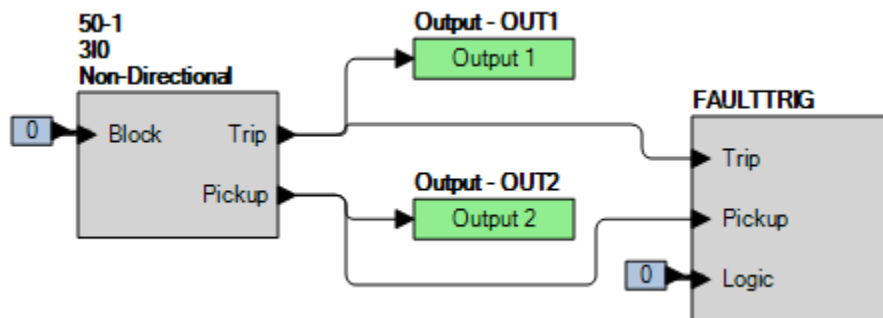 50-1
3I0
Non-Directional
0
Block
Trip
Pickup
Output - OUT1
Output 1
Output - OUT2
Output 2
FAULTTRIG
Trip
Pickup
0
Logic